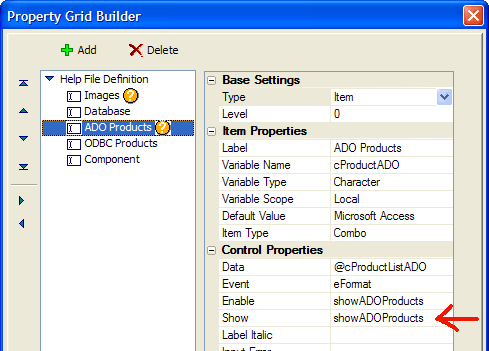 Property Grid Builder
Add Delete
Help File Definition
Images
Database
ADO Products
ODBC Products
Component
Base Settings
Type Item
Level 0
Item Properties
Label ADO Products
Variable Name cProductADO
Variable Type Character
Variable Scope Local
Default Value Microsoft Access
Item Type Combo
Control Properties
Data @cProductListADO
Event eFormat
Enable showADOProducts
Show showADOProducts
Label Italic
Input Error